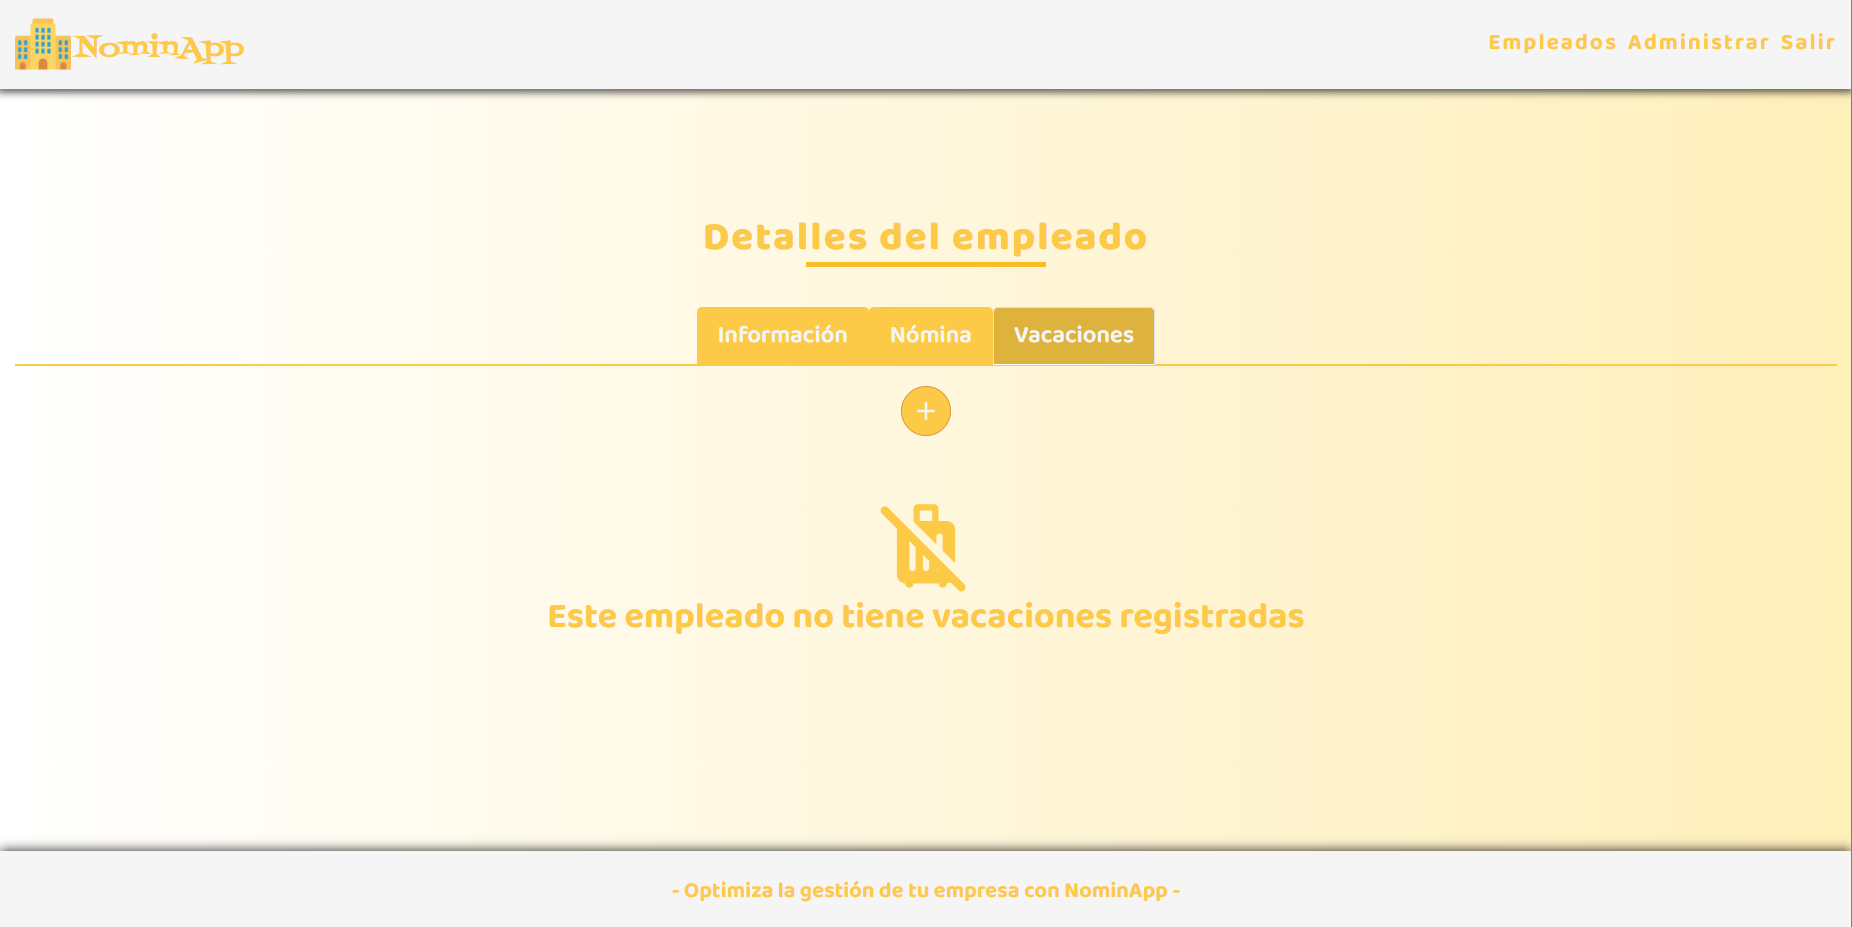 NominApp
Empleados Administrar Salir
Detalles del empleado
Información Nómina Vacaciones
+
Este empleado no tiene vacaciones registradas
- Optimiza la gestión de tu empresa con NominApp -